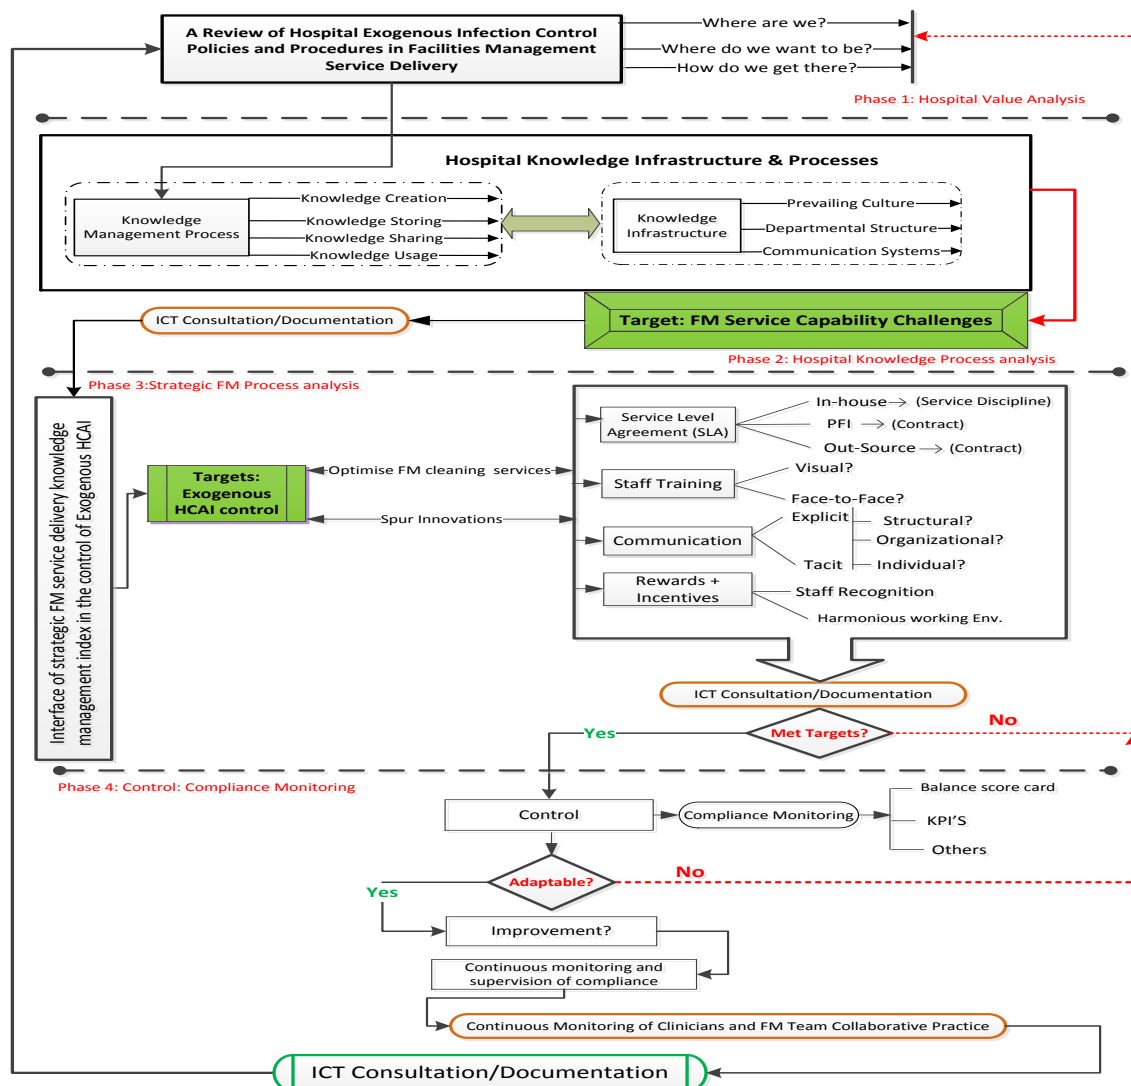 A Review of Hospital Exogenous Infection Control
Policies and Procedures in Facilities Management
Service Delivery
Where are we?
Where do we want to be?
How do we get there?
Phase 1: Hospital Value Analysis
Hospital Knowledge Infrastructure & Processes
Knowledge
Management Process
Knowledge Creation
Knowledge Storing
Knowledge Sharing
Knowledge Usage
Knowledge
Infrastructure
Prevailing Culture
Departmental Structure
Communication Systems
ICT Consultation/Documentation
Target: FM Service Capability Challenges
Phase 2: Hospital Knowledge Process analysis
Phase 3:Strategic FM Process analysis
Interface of strategic FM service delivery knowledge
management index in the control of Exogenous HCAI
Targets:
Exogenous
HCAI control
Optimise FM cleaning services
Spur Innovations
Service Level
Agreement (SLA)
In-house
(Service Discipline)
PFI
(Contract)
Out-Source
(Contract)
Staff Training
Visual?
Face-to-Face?
Communication
Explicit
Tacit
Structural?
Organizational?
Individual?
Rewards +
Incentives
Staff Recognition
Harmonious working Env.
ICT Consultation/Documentation
Met Targets?
Yes
No
Phase 4: Control: Compliance Monitoring
Control
Compliance Monitoring
Balance score card
KPI'S
Others
Adaptable?
Yes
No
Improvement?
Continuous monitoring and
supervision of compliance
Continuous Monitoring of Clinicians and FM Team Collaborative Practice
ICT Consultation/Documentation